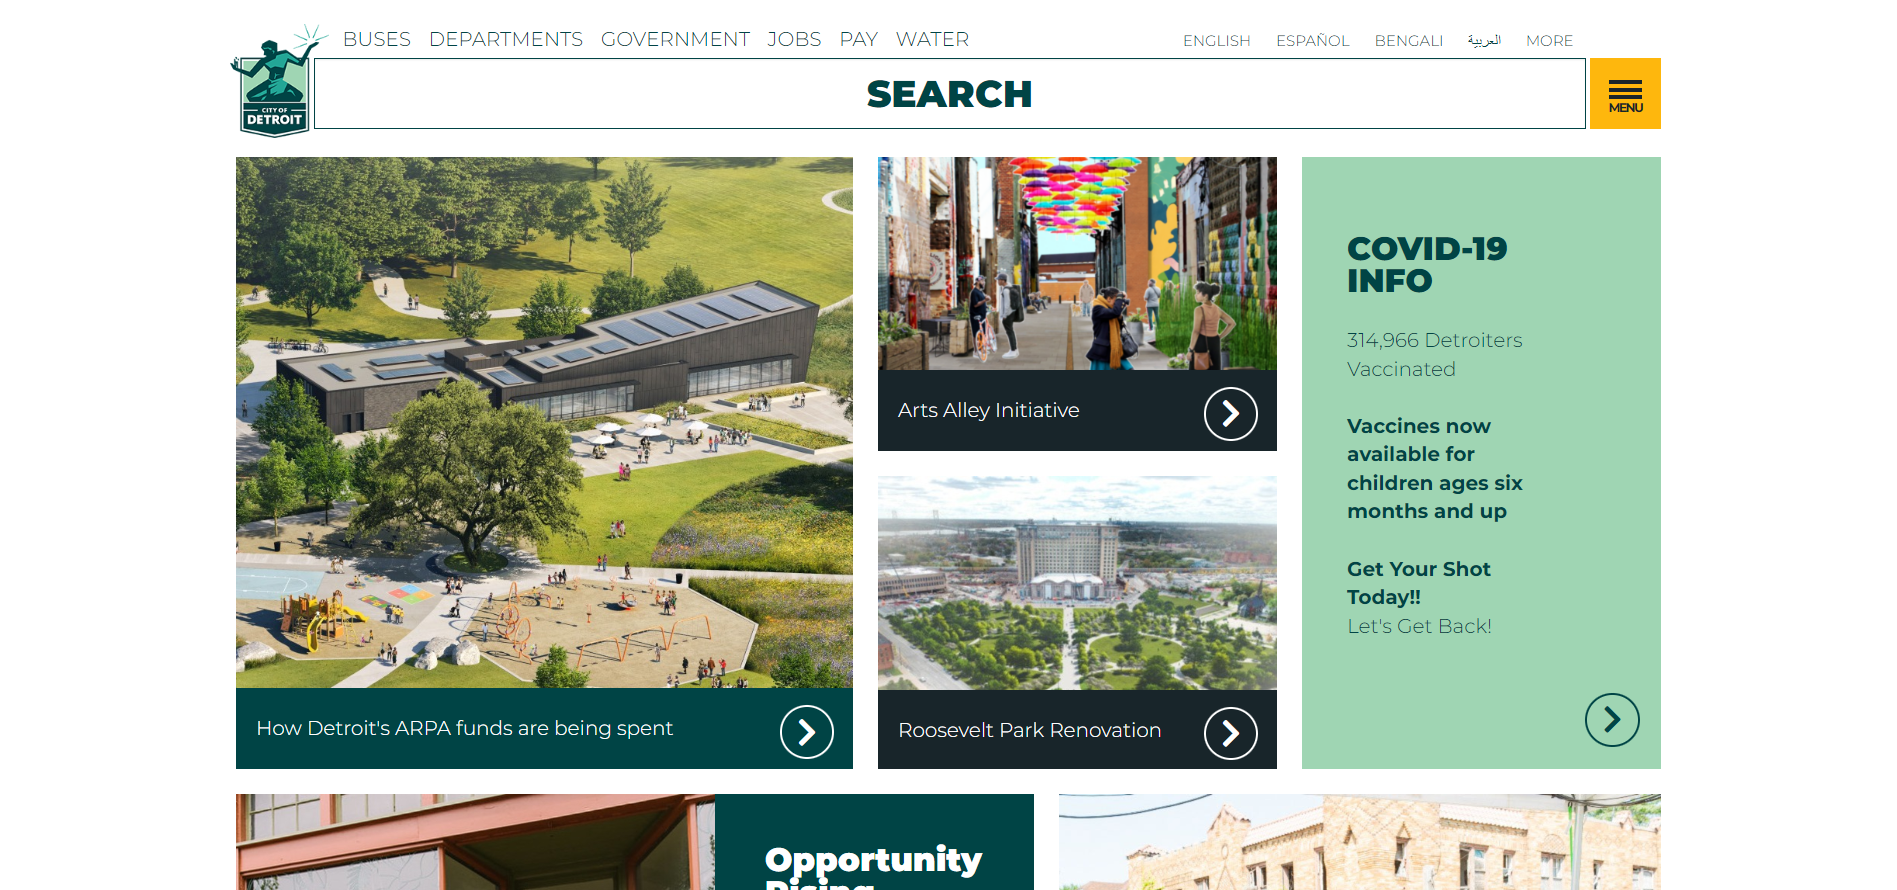 BUSES DEPARTMENTS GOVERNMENT JOBS PAY WATER
ENGLISH ESPAÑOL BENGALI العربية MORE
CITY OF
DETROIT
SEARCH
MENU
COVID-19
INFO
314,966 Detroiters
Vaccinated
Vaccines now
available for
children ages six
months and up
Get Your Shot
Today!!
Let's Get Back!
Arts Alley Initiative
How Detroit's ARPA funds are being spent
Roosevelt Park Renovation
Opportunity
Rising